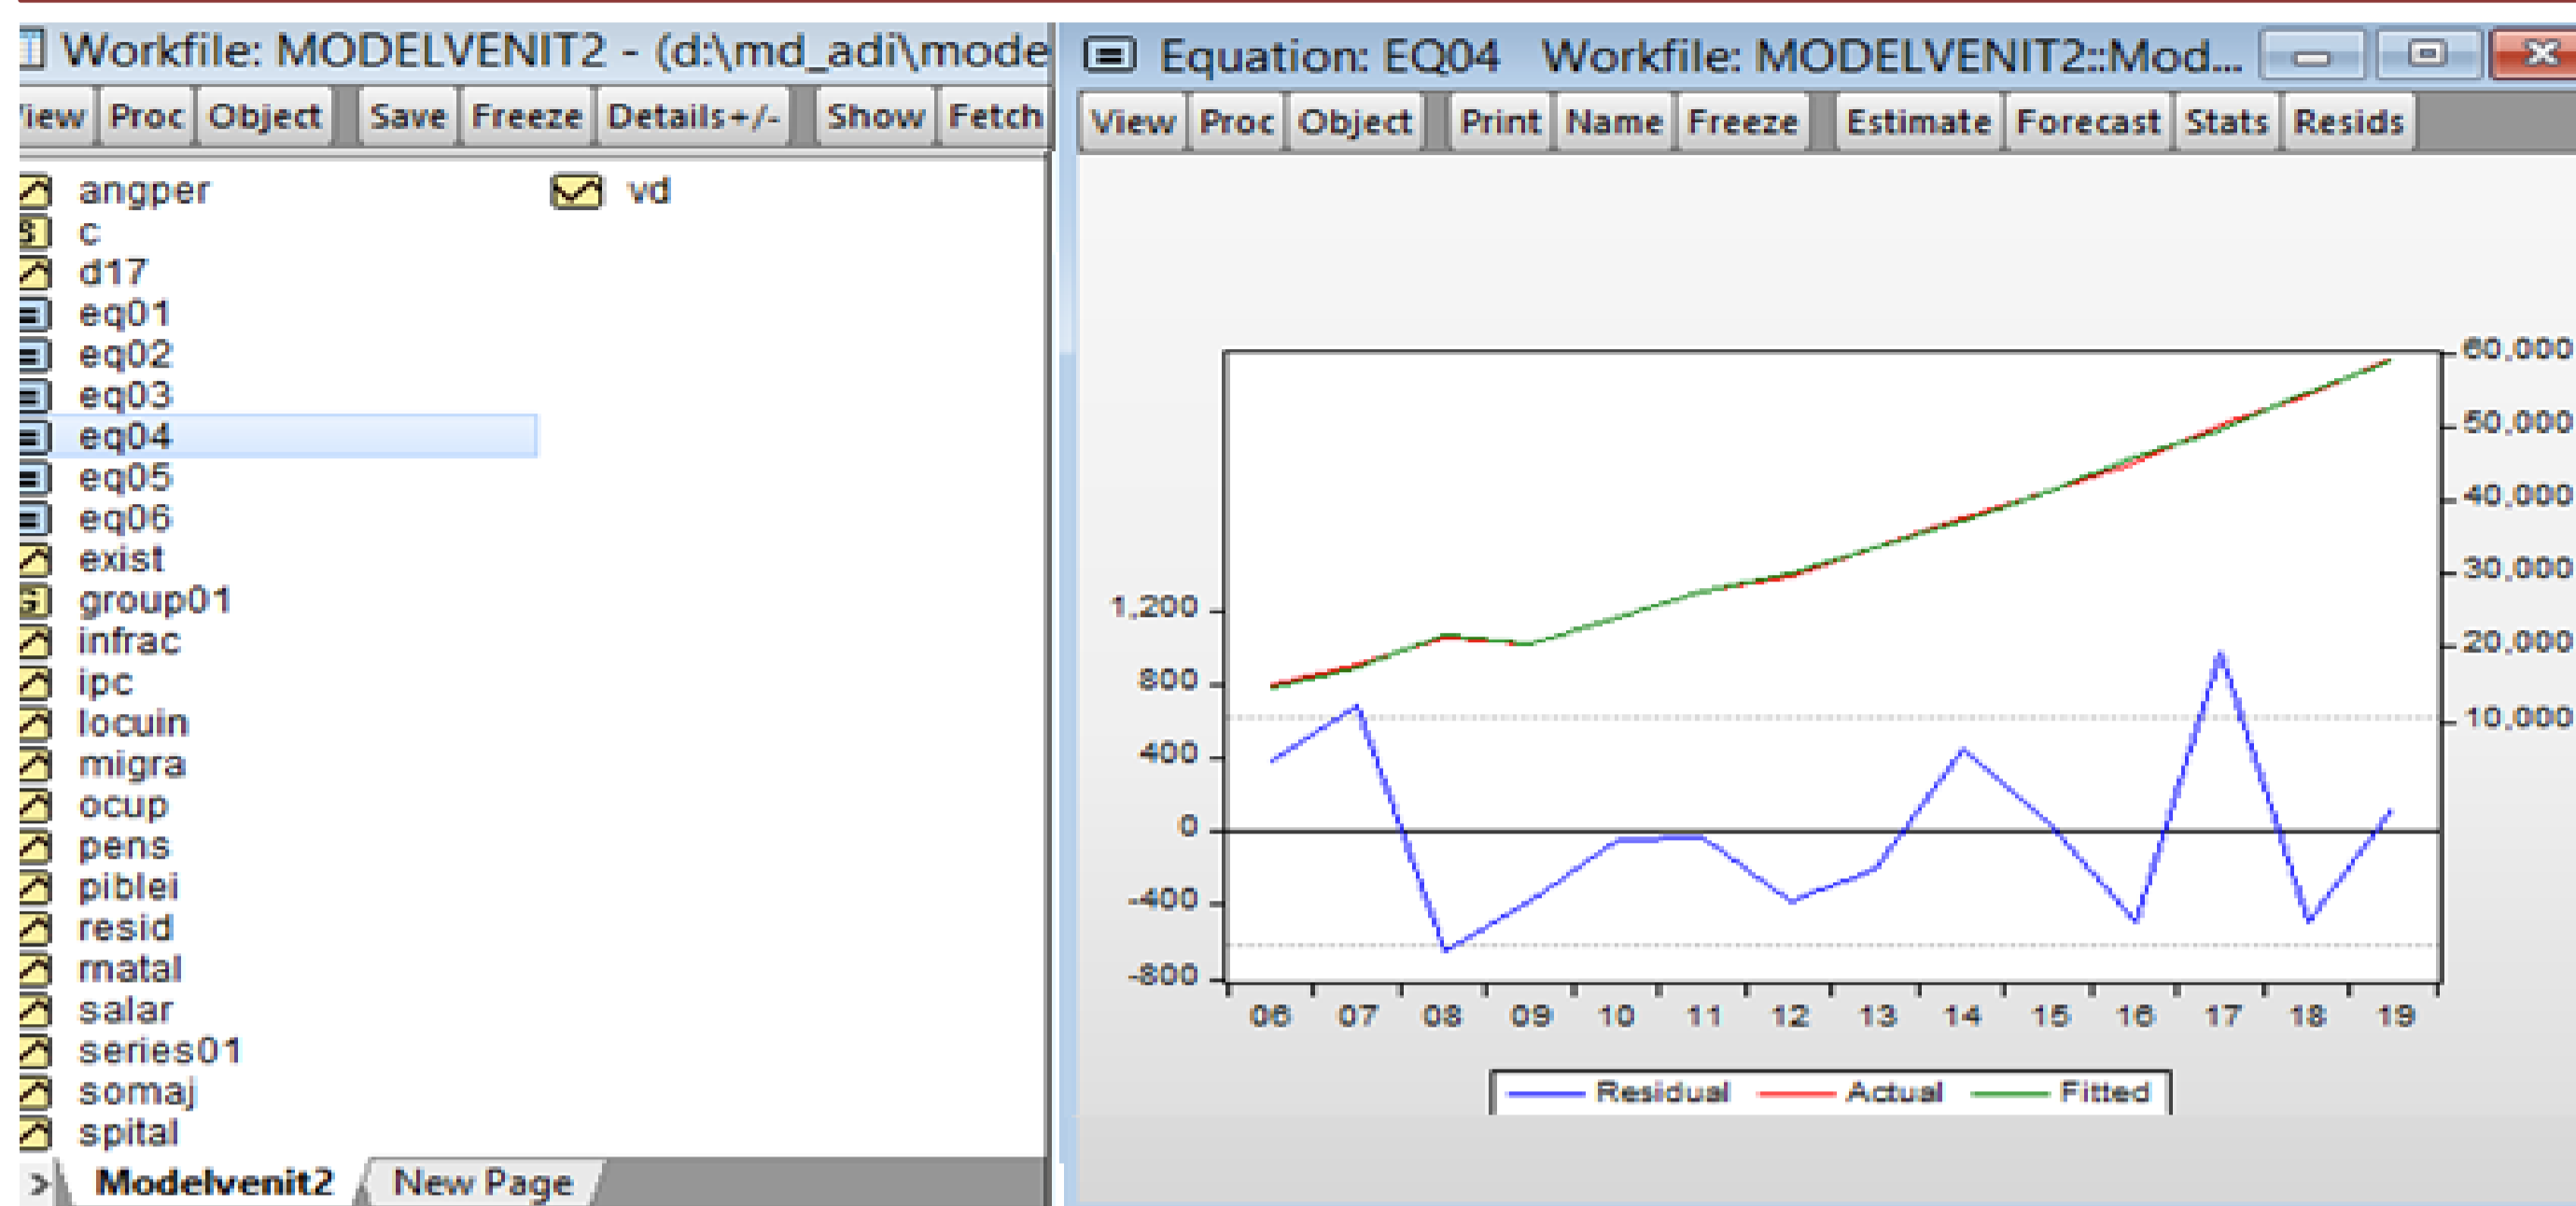 Workfile: MODELVENIT2 - (d:\md_adi\mode
iew Proc Object Save Freeze Details+/- Show Fetch
angper
vd
c
d17
eq01
eq02
eq03
eq04
eq05
eq06
exist
group01
infrac
ipc
locuin
migra
ocup
pens
piblei
resid
rnatal
salar
series01
somaj
spital
> Modelvenit2 New Page
Equation: EQ04 Workfile: MODELVENIT2::Mod...
View Proc Object Print Name Freeze Estimate Forecast Stats Resids
60,000
50,000
40,000
30,000
20,000
10,000
1,200
800
400
0
-400
-800
06 07 08 09 10 11 12 13 14 15 16 17 18 19
Residual Actual Fitted